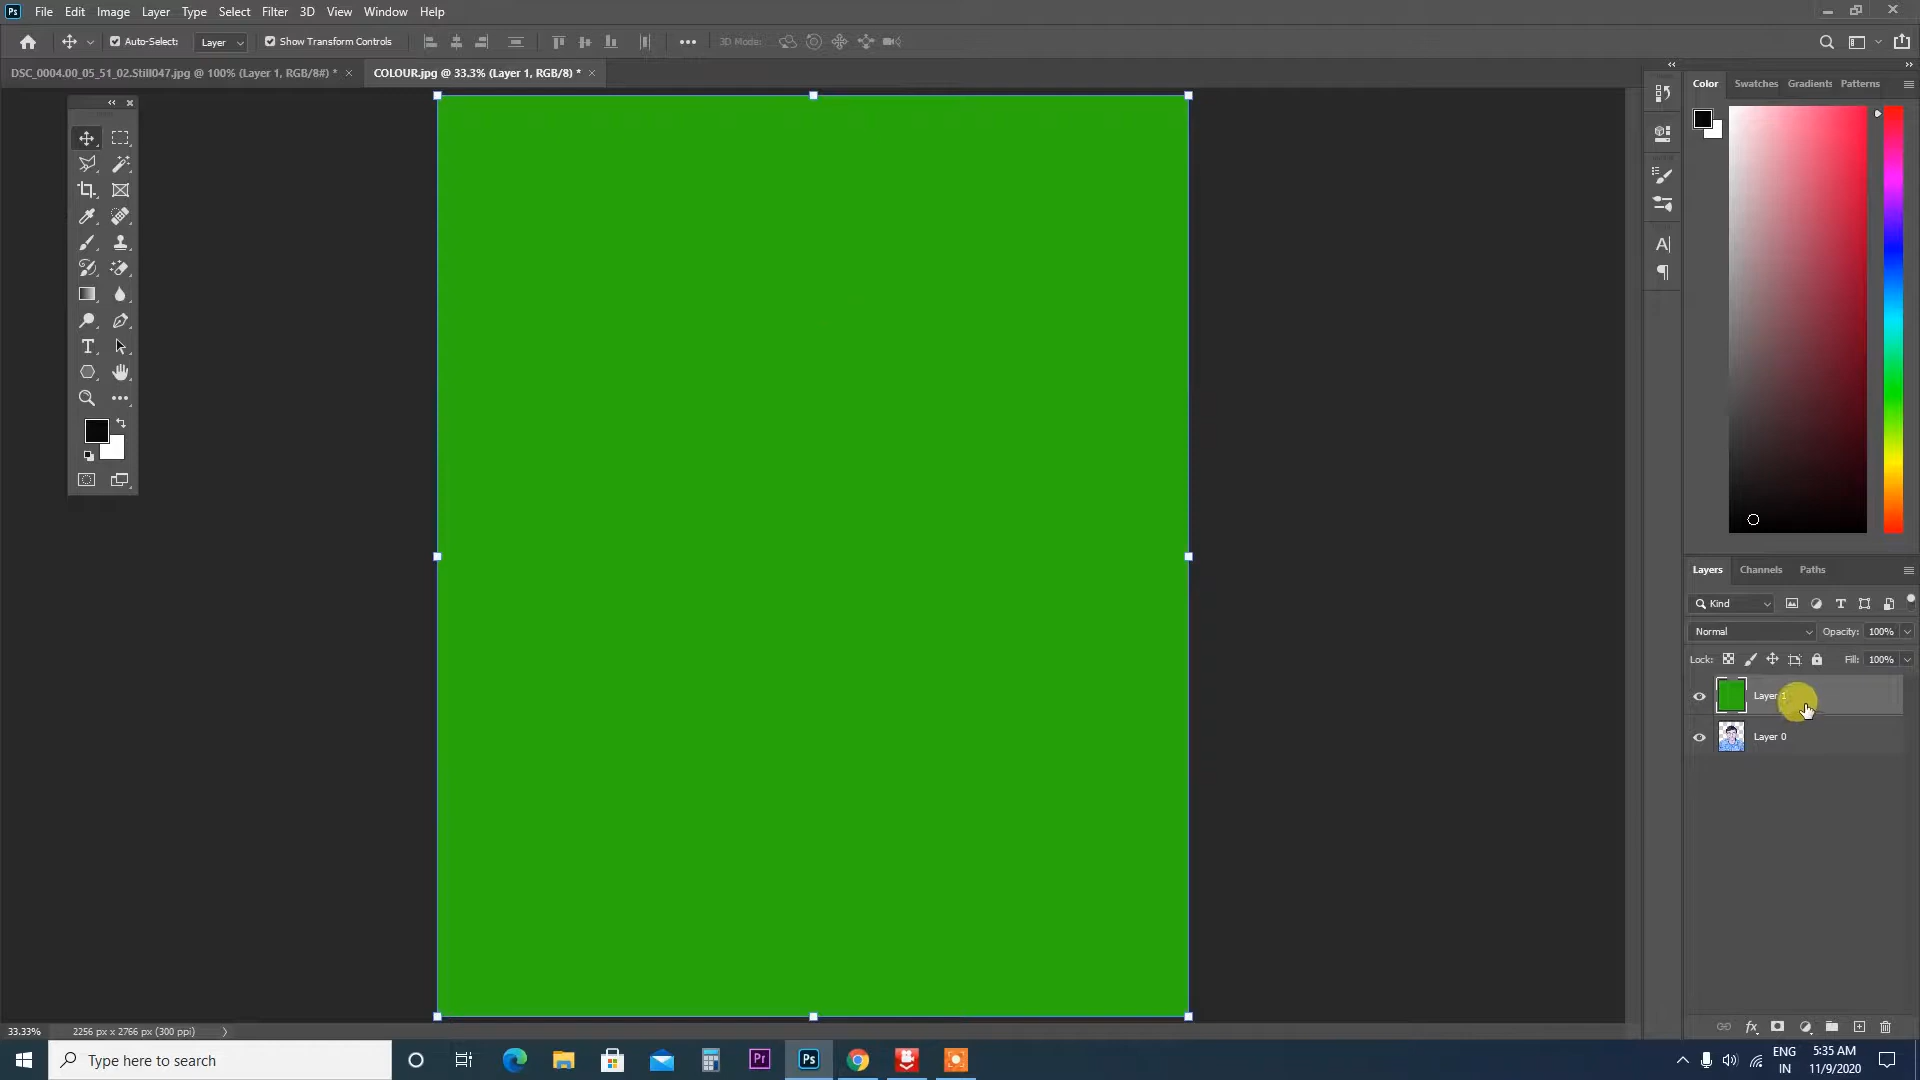 Ps File Edit Image Layer Type Select Filter 3D View Window Help
Auto-Select: Layer Show Transform Controls 3D Mode:
DSC_0004.00_05_51_02.Still047.jpg @ 100% (Layer 1, RGB/8#) * × COLOUR.jpg @ 33.3% (Layer 1, RGB/8) * ×
Color Swatches Gradients Patterns
Layers Channels Paths
Kind
Normal Opacity: 100%
Lock: Fill: 100%
Layer 1
Layer 0
33.33% 2256 px x 2766 px (300 ppi)
Type here to search
Pr
Ps
ENG
IN
5:35 AM
11/9/2020